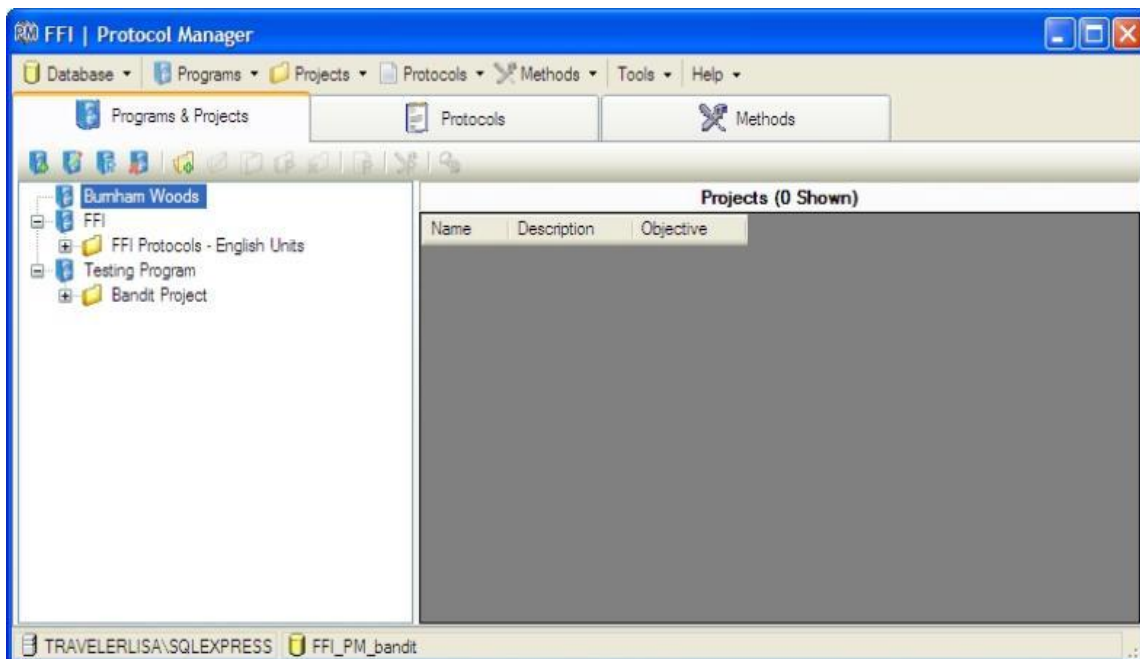 FFI | Protocol Manager
Database Programs Projects Protocols Methods Tools Help
Programs & Projects Protocols Methods
Burnham Woods
FFI
FFI Protocols - English Units
Testing Program
Bandit Project
Projects (0 Shown)
Name Description Objective
TRAVELERLISA\SQLEXPRESS FFI_PM_bandit